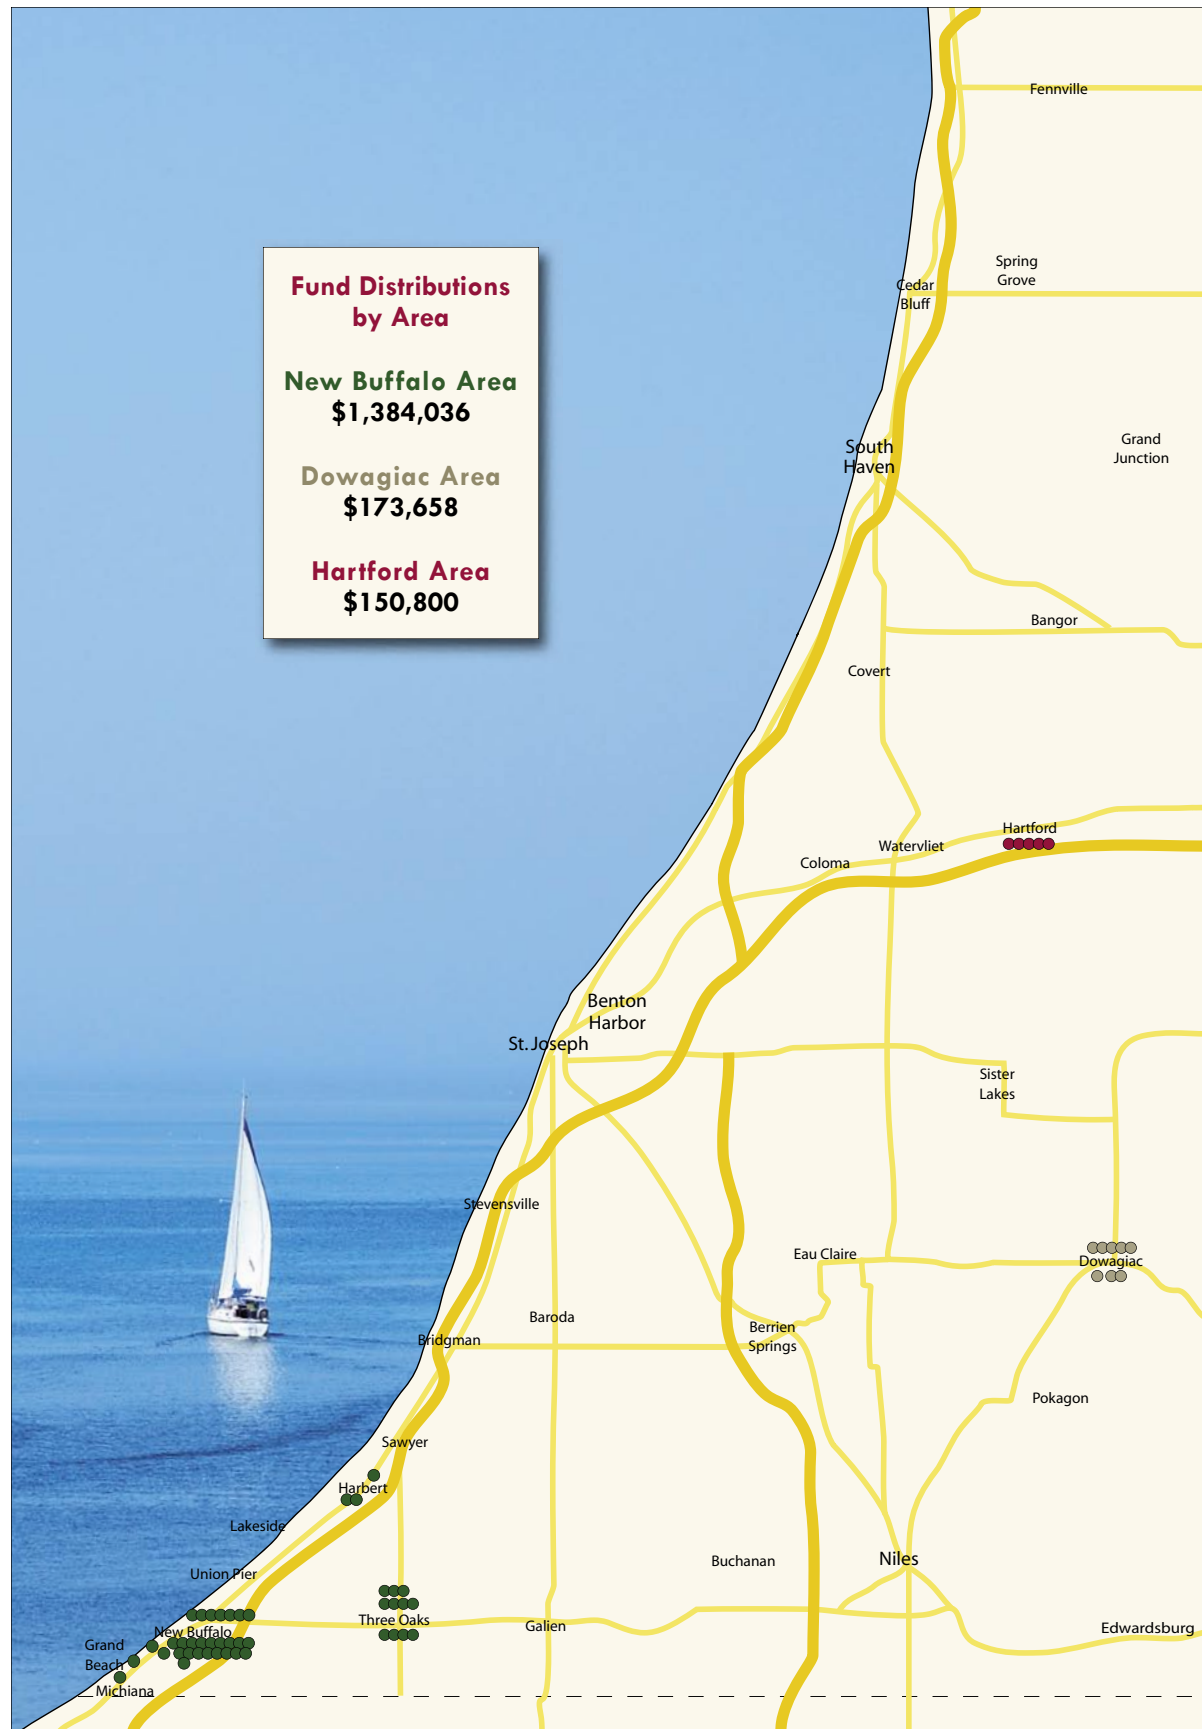 Fennville
Spring
Grove
Cedar
Bluff
Fund Distributions
by Area
New Buffalo Area
$1,384,036
Dowagiac Area
$173,658
Hartford Area
$150,800
South
Haven
Grand
Junction
Bangor
Covert
Hartford
Watervliet
Coloma
Benton
Harbor
St. Joseph
Sister
Lakes
Stevensville
Eau Claire
Dowagiac
Baroda
Berrien
Springs
Bridgman
Pokagon
Sawyer
Harbert
Lakeside
Buchanan
Niles
Union Pier
Three Oaks
Galien
Edwardsburg
New Buffalo
Grand
Beach
Michiana